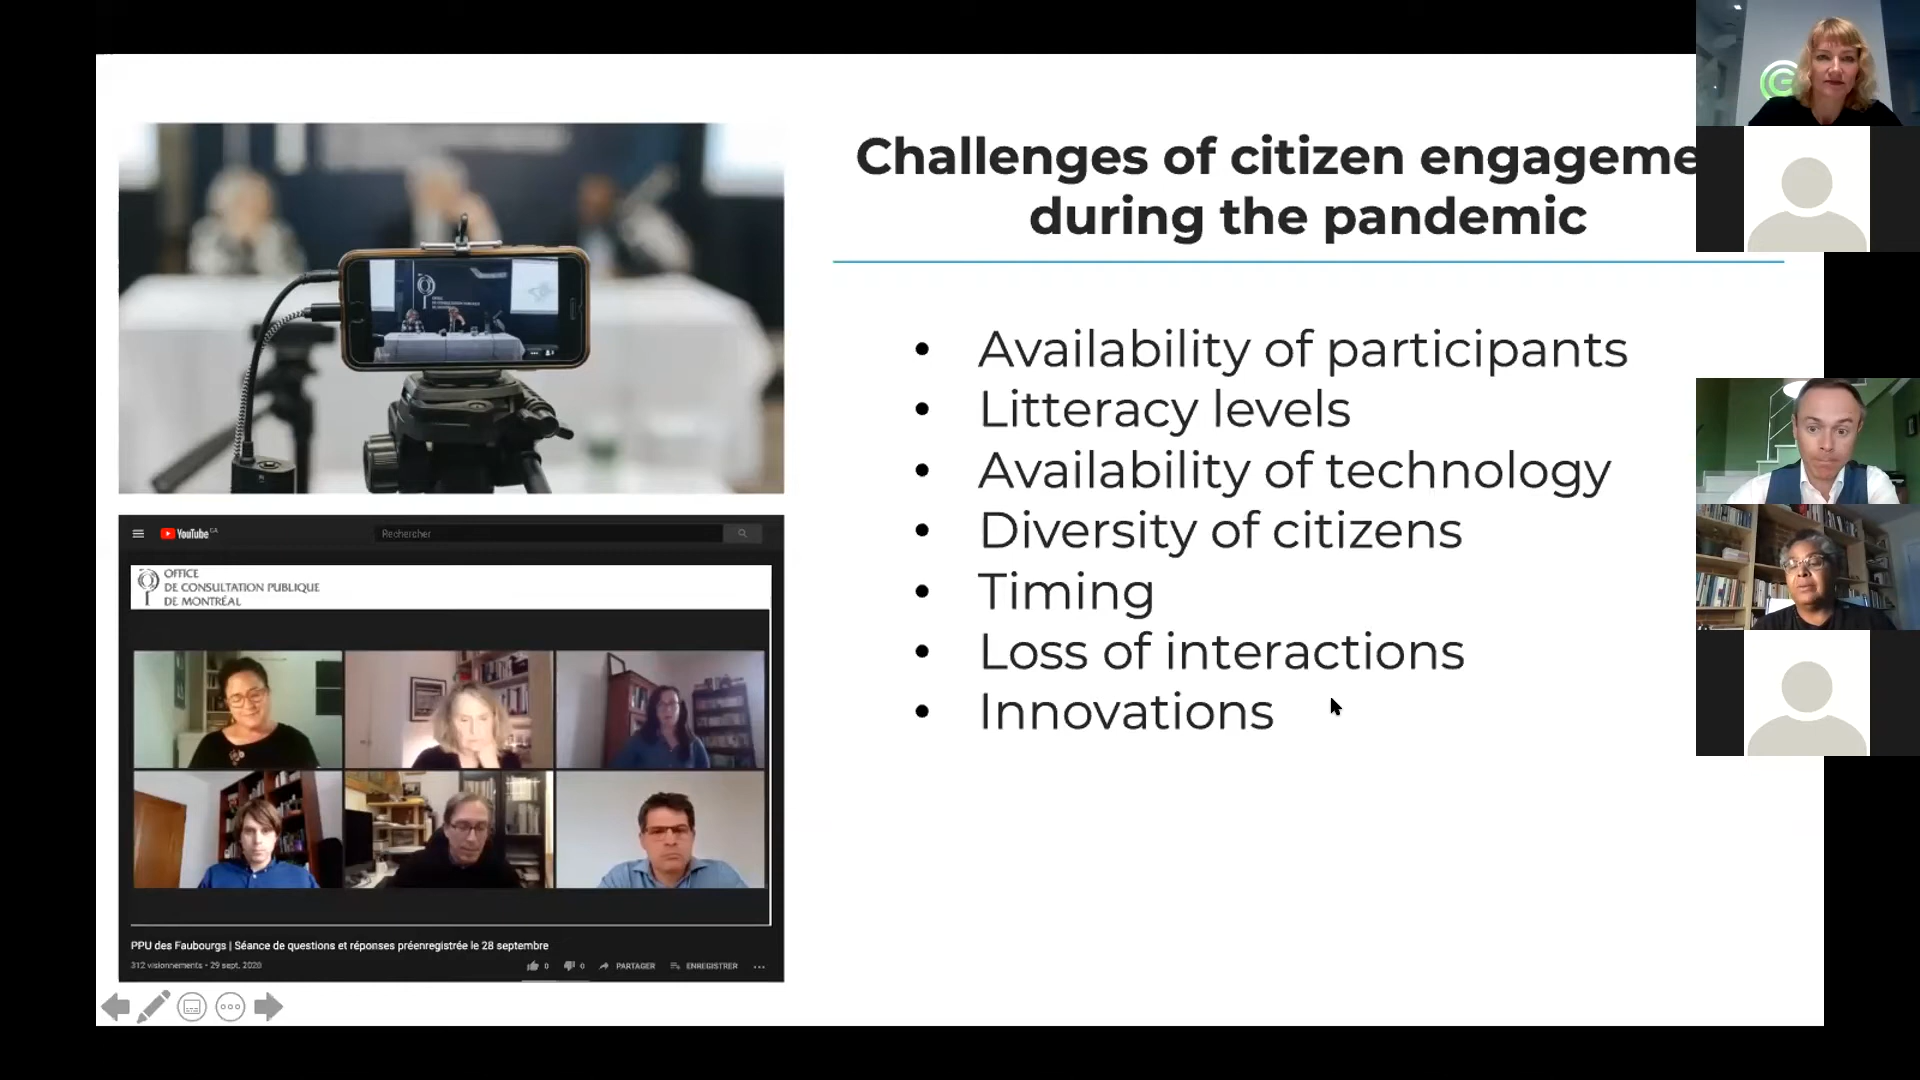 Challenges of citizen engageme
during the pandemic
• Availability of participants
• Litteracy levels
• Availability of technology
• Diversity of citizens
• Timing
• Loss of interactions
• Innovations
YouTube CA
Rechercher
OFFICE
DE CONSULTATION PUBLIQUE
DE MONTRÉAL
PPU des Faubourgs | Séance de questions et réponses préenregistrée le 28 septembre
312 visionnements • 29 sept. 2020
0 0 PARTAGER ENREGISTRER